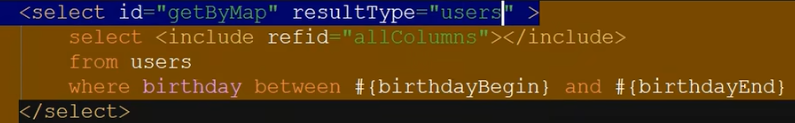 <select id="getByMap" resultType="users" >
select <include refid="allColumns"></include>
from users
where birthday between #{birthdayBegin} and #{birthdayEnd}
</select>